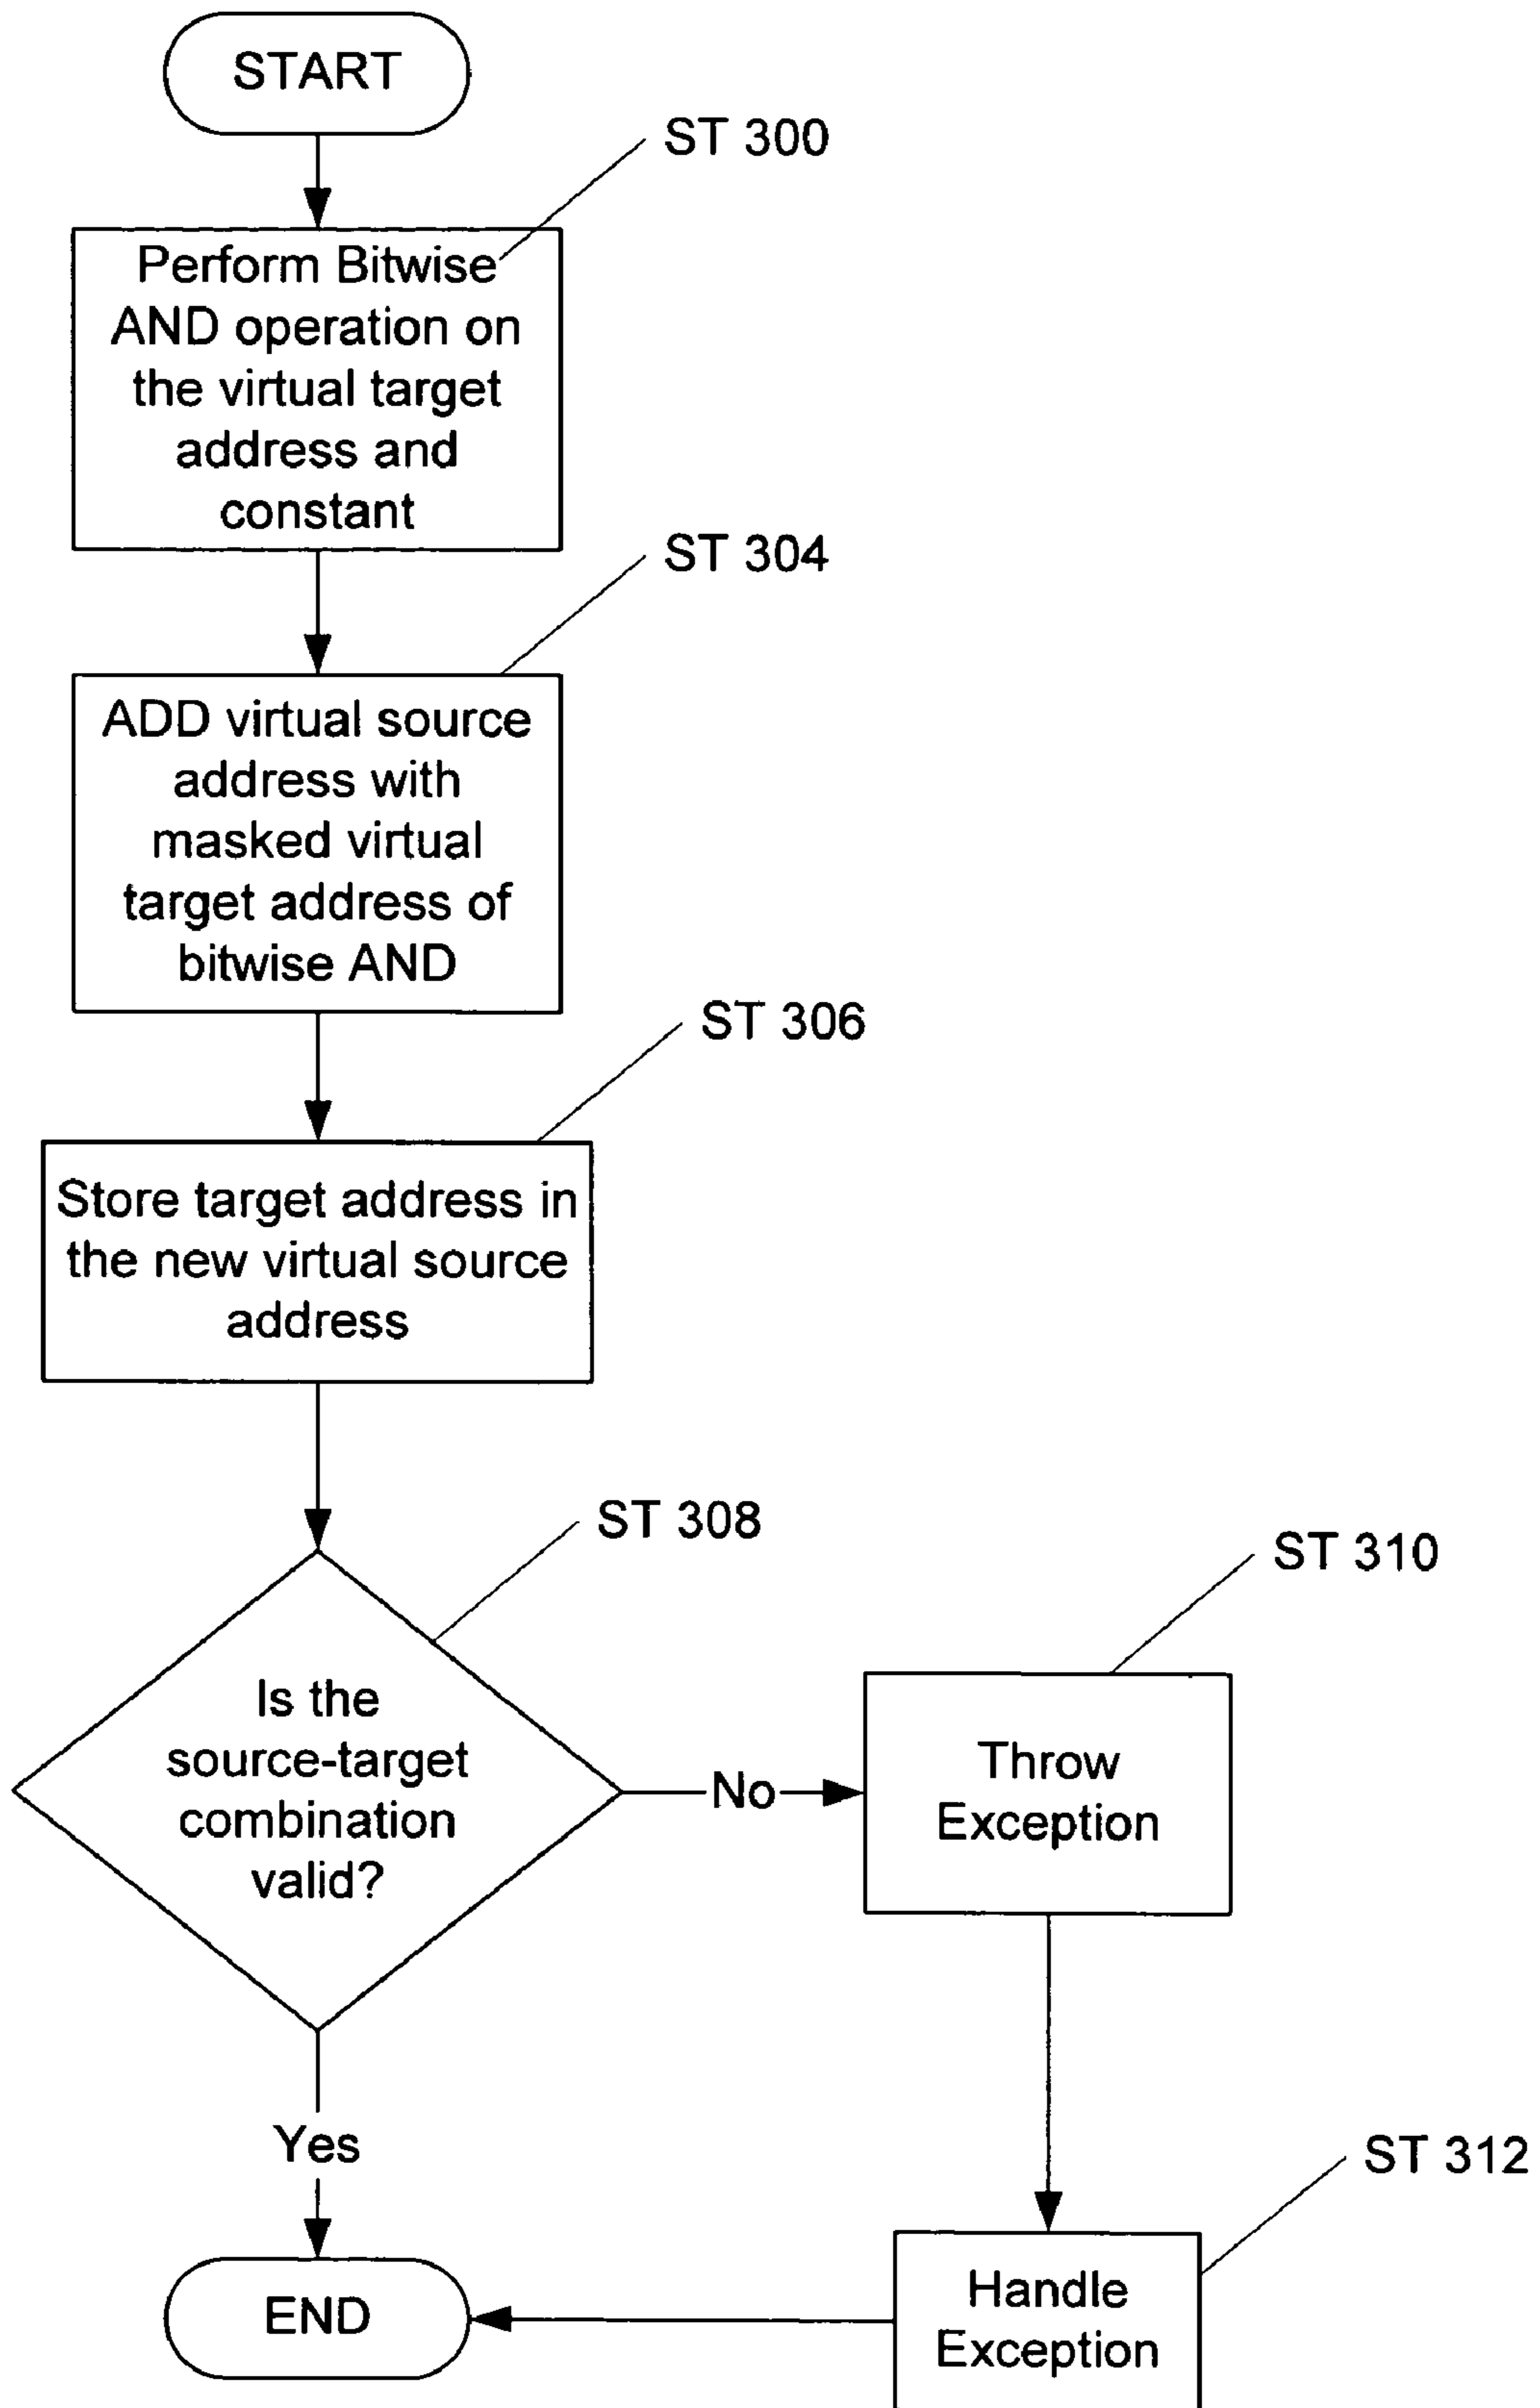 START
ST 300
Perform Bitwise
AND operation on
the virtual target
address and
constant
ST 304
ADD virtual source
address with
masked virtual
target address of
bitwise AND
ST 306
Store target address in
the new virtual source
address
ST 308
Is the
source-target
combination
valid?
No
ST 310
Throw
Exception
Yes
ST 312
Handle
Exception
END